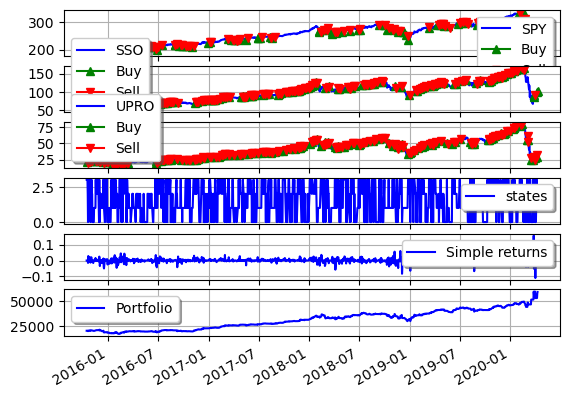 300
200
SPY
Buy
Sell
SSO
Buy
Sell
150
100
50
UPRO
Buy
Sell
75
50
25
2.5
0.0
states
0.1
0.0
−0.1
Simple returns
50000
25000
Portfolio
2016-01
2016-07
2017-01
2017-07
2018-01
2018-07
2019-01
2019-07
2020-01